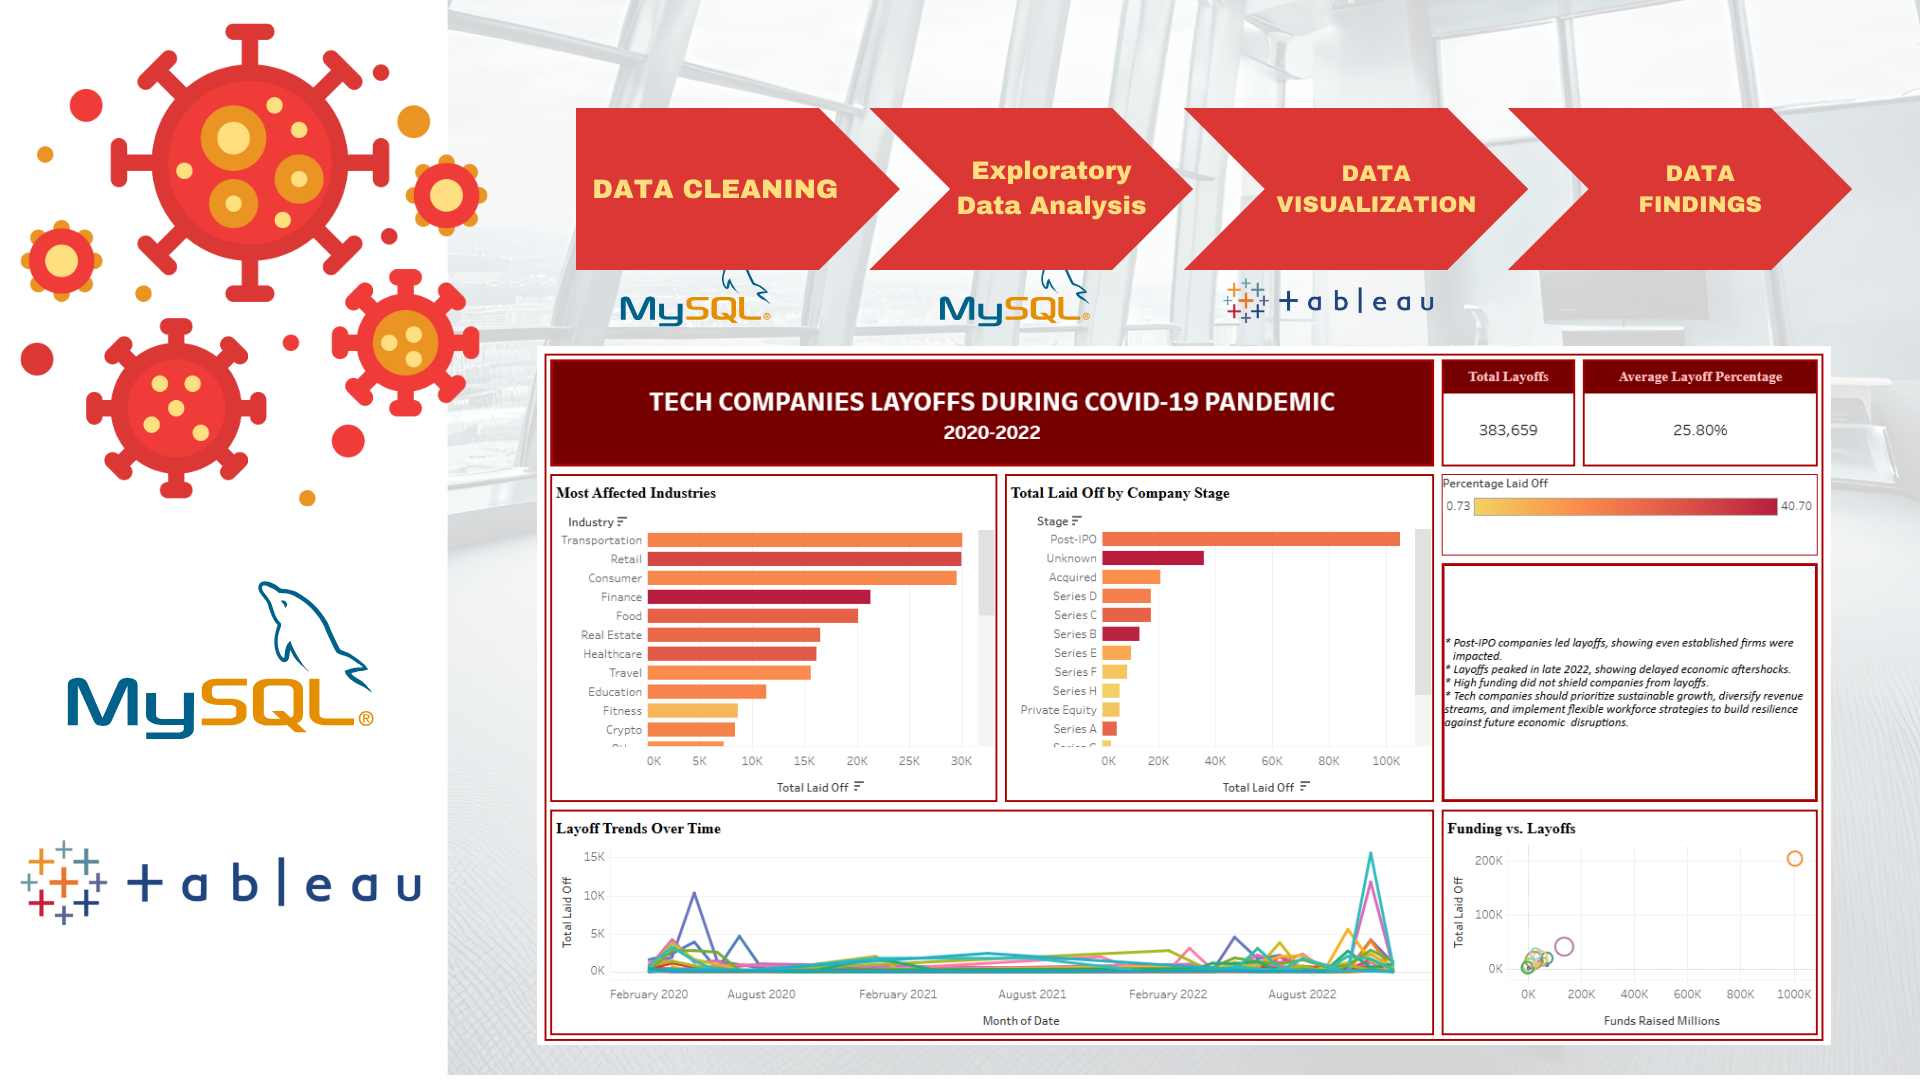 DATA CLEANING
Exploratory
Data Analysis
DATA
VISUALIZATION
DATA
FINDINGS
MySQL®
MySQL®
+ a b | e a u
TECH COMPANIES LAYOFFS DURING COVID-19 PANDEMIC
2020-2022
Total Layoffs
383,659
Average Layoff Percentage
25.80%
Most Affected Industries
Industry
Transportation
Retail
Consumer
Finance
Food
Real Estate
Healthcare
Travel
Education
Fitness
Crypto
0K 5K 10K 15K 20K 25K 30K
Total Laid Off
Total Laid Off by Company Stage
Stage
Post-IPO
Unknown
Acquired
Series D
Series C
Series B
Series E
Series F
Series H
Private Equity
Series A
0K 20K 40K 60K 80K 100K
Total Laid Off
Percentage Laid Off
0.73 40.70
* Post-IPO companies led layoffs, showing even established firms were
impacted.
* Layoffs peaked in late 2022, showing delayed economic aftershocks.
* High funding did not shield companies from layoffs.
* Tech companies should prioritize sustainable growth, diversify revenue
streams, and implement flexible workforce strategies to build resilience
against future economic disruptions.
Layoff Trends Over Time
Total Laid Off
15K
10K
5K
0K
February 2020 August 2020 February 2021 August 2021 February 2022 August 2022
Month of Date
Funding vs. Layoffs
Total Laid Off
200K
100K
0K
0K 200K 400K 600K 800K 1000K
Funds Raised Millions
MySQL®
+ a b | e a u